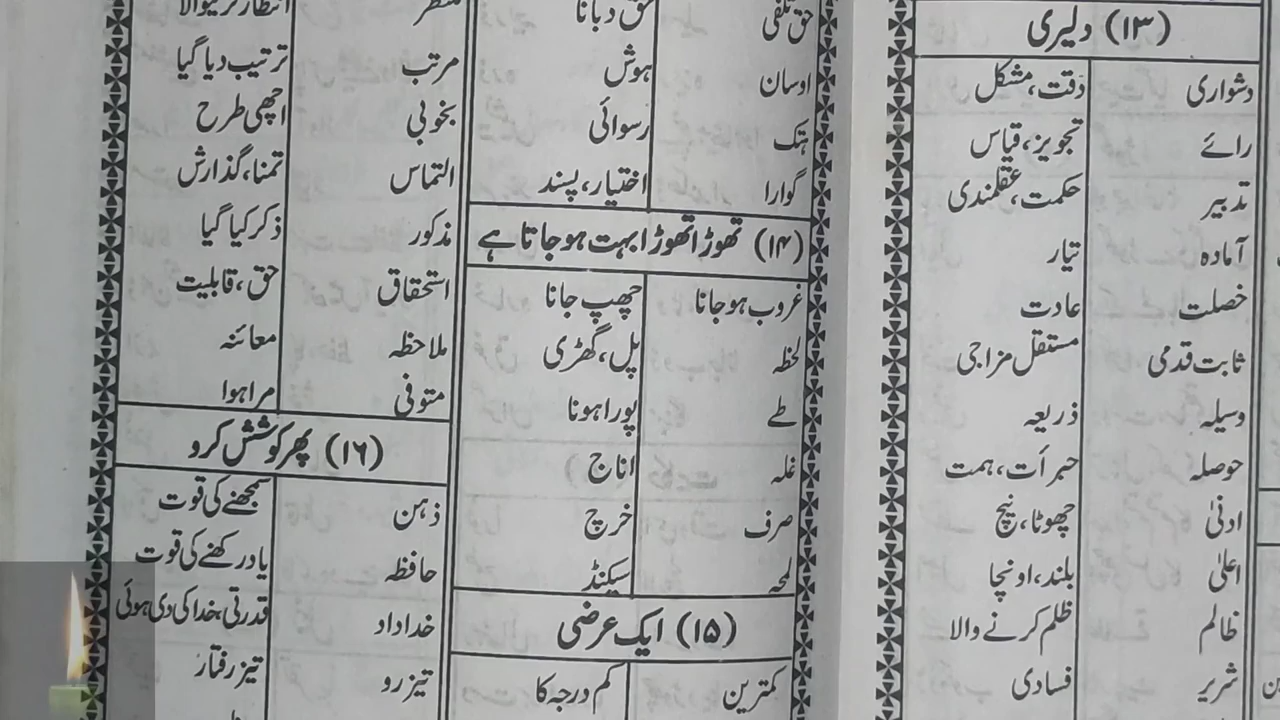 (۱۳) دلیری
دشواری دقت، مشکل
رائے تجویز، قیاس
تدبیر حکمت، عقلمندی
آمادہ تیار
خصلت عادت
ثابت قدمی مستقل مزاجی
وسیلہ ذریعہ
حوصلہ جرأت، ہمت
ادنیٰ چھوٹا، نیچ
اعلیٰ بلند، اونچا
ظالم ظلم کرنے والا
شریر فسادی
حق تلفی حق دبانا
اوسان ہوش
ہتک رسوائی
گوارا اختیار، پسند
(۱۴) تھوڑا تھوڑا بہت ہو جاتا ہے
غروب ہو جانا چھپ جانا
لحظہ پل، گھڑی
طے پورا ہونا
غلہ اناج
صرف خرچ
لمحہ سیکنڈ
(۱۵) ایک عرضی
کمترین کم درجہ کا
منتظر انتظار کرنیوالا
مرتب ترتیب دیا گیا
بخوبی اچھی طرح
التماس تمنا، گذارش
مذکور ذکر کیا گیا
استحقاق حق، قابلیت
ملاحظہ معائنہ
متوفی مرا ہوا
(۱۶) پھر کوشش کرو
ذہن سمجھنے کی قوت
حافظہ یاد رکھنے کی قوت
خداداد قدرتی، خدا کی دی ہوئی
تیز رو تیز رفتار